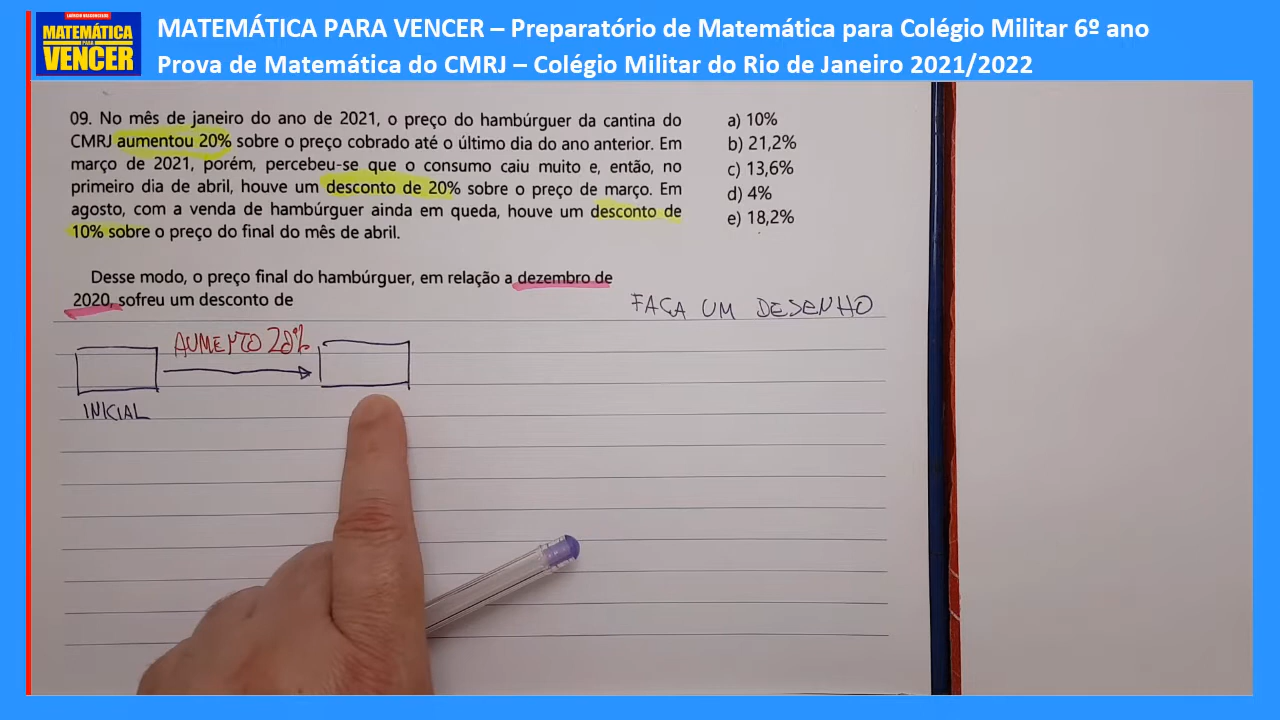 LAÉRCIO VASCONCELOS
MATEMÁTICA
PARA
VENCER
MATEMÁTICA PARA VENCER – Preparatório de Matemática para Colégio Militar 6º ano
Prova de Matemática do CMRJ – Colégio Militar do Rio de Janeiro 2021/2022
09. No mês de janeiro do ano de 2021, o preço do hambúrguer da cantina do
CMRJ aumentou 20% sobre o preço cobrado até o último dia do ano anterior. Em
março de 2021, porém, percebeu-se que o consumo caiu muito e, então, no
primeiro dia de abril, houve um desconto de 20% sobre o preço de março. Em
agosto, com a venda de hambúrguer ainda em queda, houve um desconto de
10% sobre o preço do final do mês de abril.
Desse modo, o preço final do hambúrguer, em relação a dezembro de
2020, sofreu um desconto de
a) 10%
b) 21,2%
c) 13,6%
d) 4%
e) 18,2%
FAÇA UM DESENHO
AUMENTO 20%
INICIAL